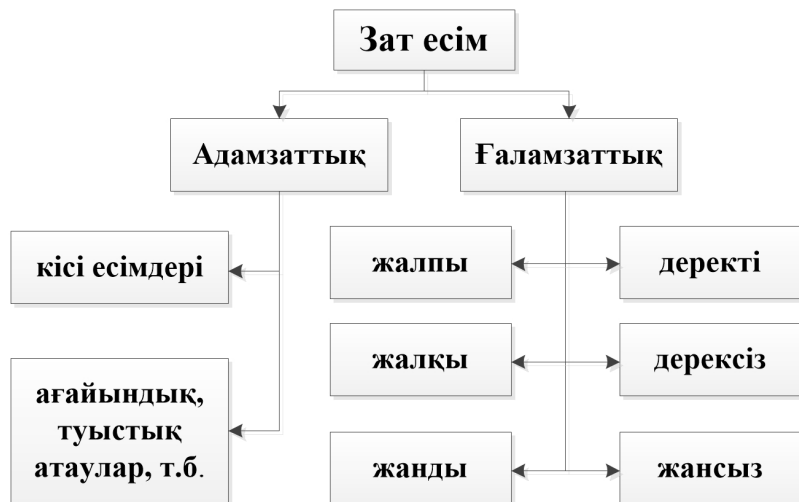 Зат есім
Адамзаттық
Ғаламзаттық
кісі есімдері
жалпы
деректі
жалқы
дерексіз
ағайындық,
туыстық
атаулар, т.б.
жанды
жансыз